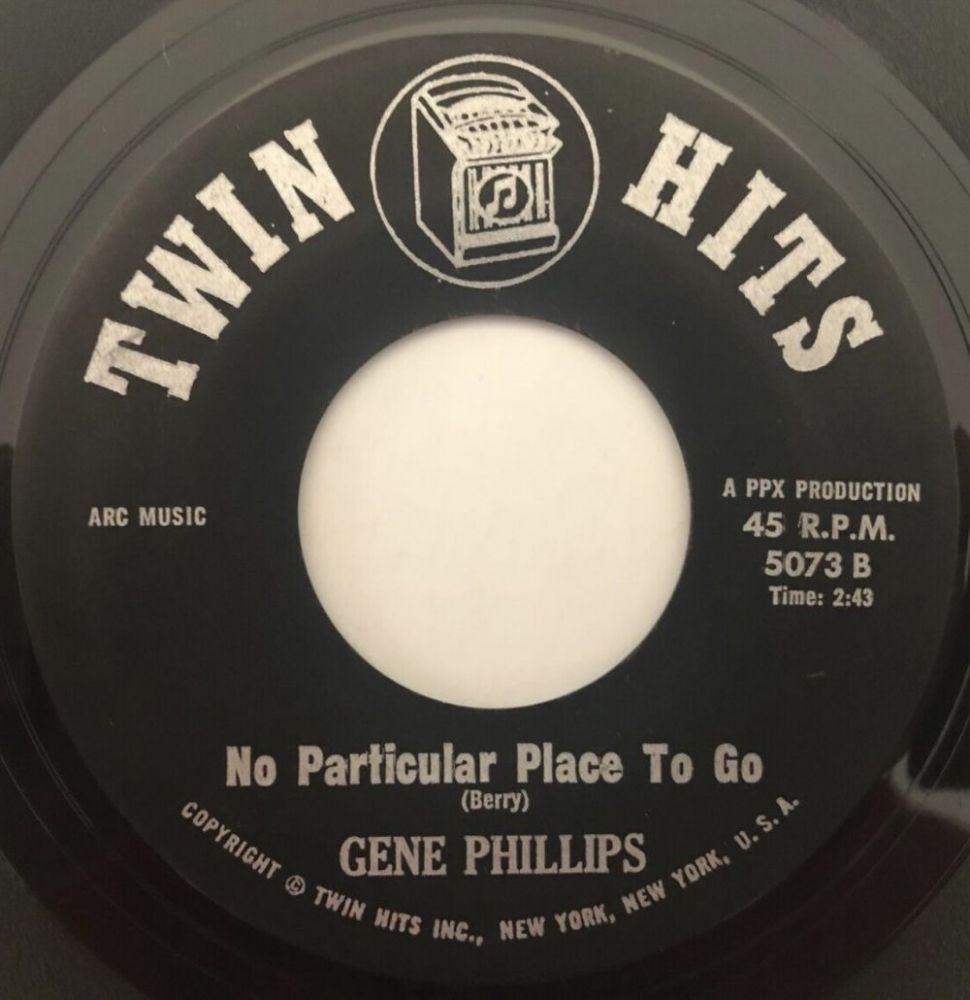 TWIN HITS
ARC MUSIC
A PPX PRODUCTION
45 R.P.M.
5073 B
Time: 2:43
No Particular Place To Go
(Berry)
GENE PHILLIPS
COPYRIGHT © TWIN HITS INC., NEW YORK, NEW YORK, U. S. A.